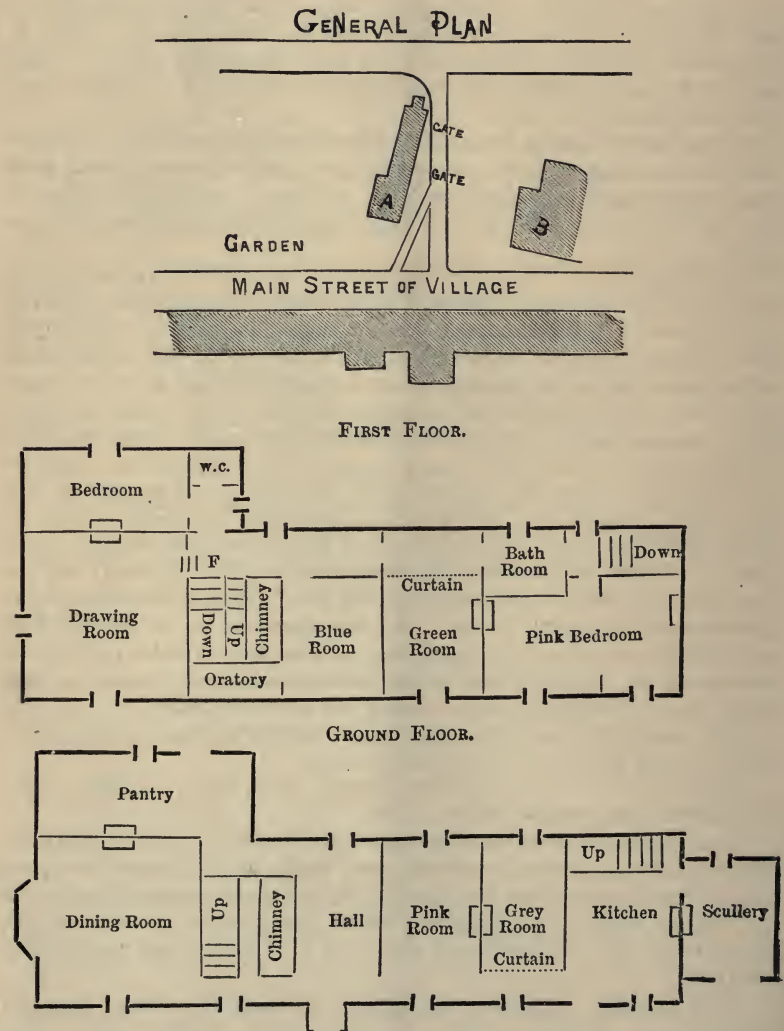 GENERAL PLAN
GATE
GATE
A
B
GARDEN
MAIN STREET OF VILLAGE
FIRST FLOOR.
W.C.
Bedroom
F
Bath
Room
Down
Curtain
Drawing
Room
Down
Up
Chimney
Blue
Room
Green
Room
Pink Bedroom
Oratory
GROUND FLOOR.
Pantry
Up
Dining Room
Up
Chimney
Hall
Pink
Room
Grey
Room
Kitchen
Scullery
Curtain